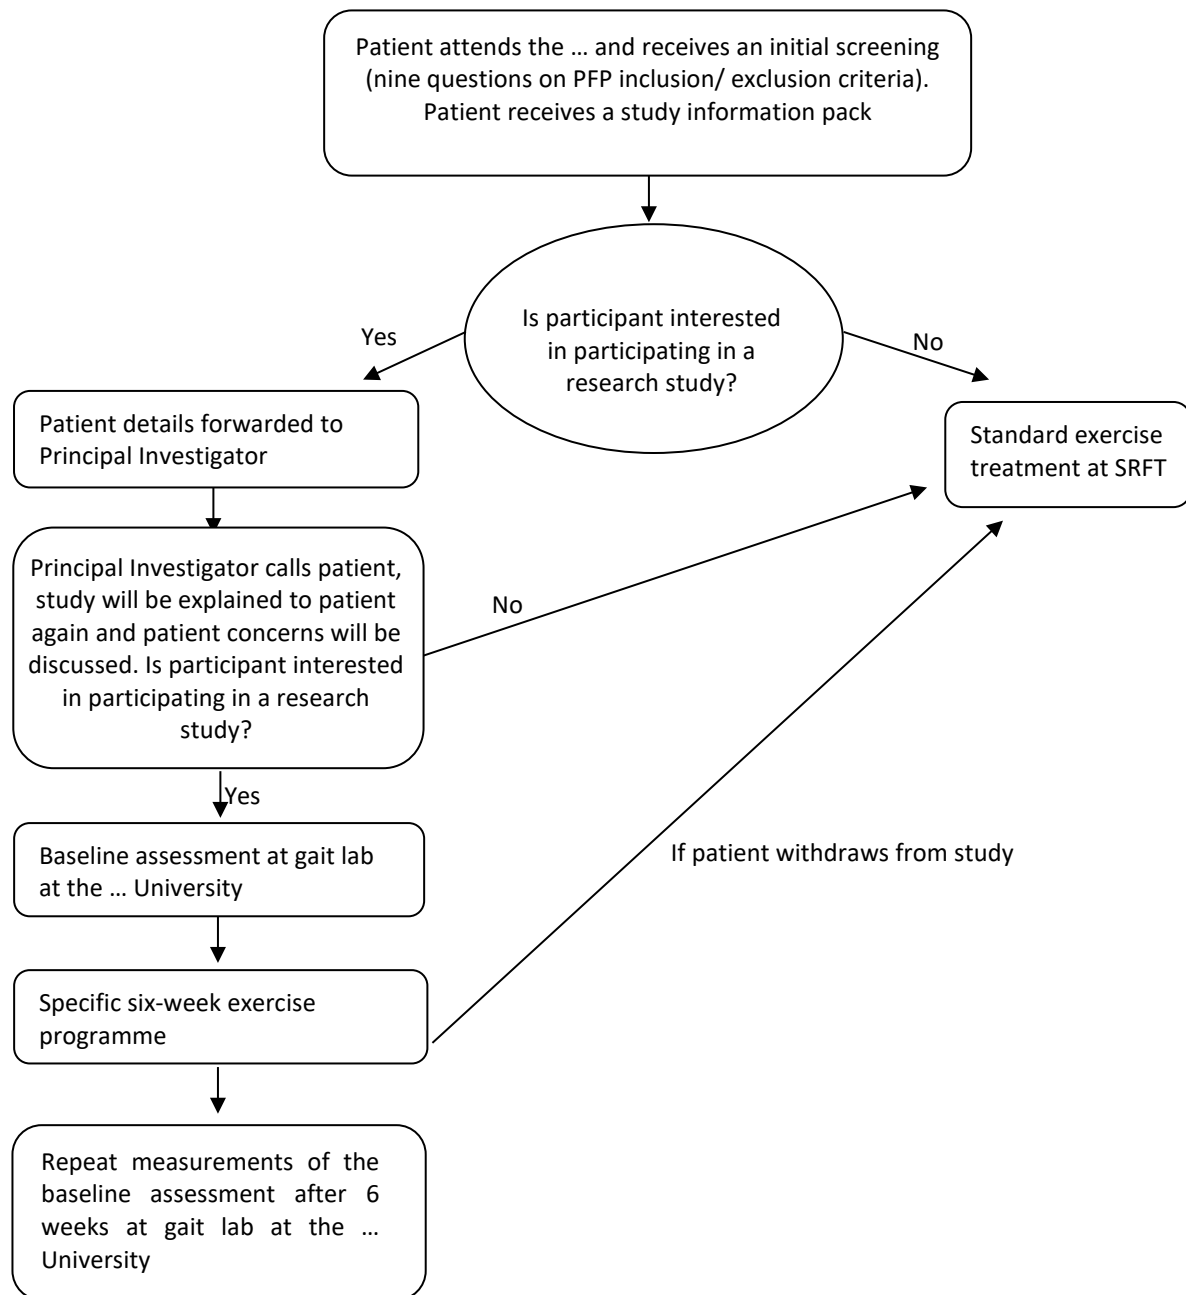 Patient attends the … and receives an initial screening
(nine questions on PFP inclusion/ exclusion criteria).
Patient receives a study information pack
Is participant interested
in participating in a
research study?
Yes
No
Patient details forwarded to
Principal Investigator
Standard exercise
treatment at SRFT
Principal Investigator calls patient,
study will be explained to patient
again and patient concerns will be
discussed. Is participant interested
in participating in a research
study?
No
Yes
Baseline assessment at gait lab
at the … University
If patient withdraws from study
Specific six-week exercise
programme
Repeat measurements of the
baseline assessment after 6
weeks at gait lab at the …
University